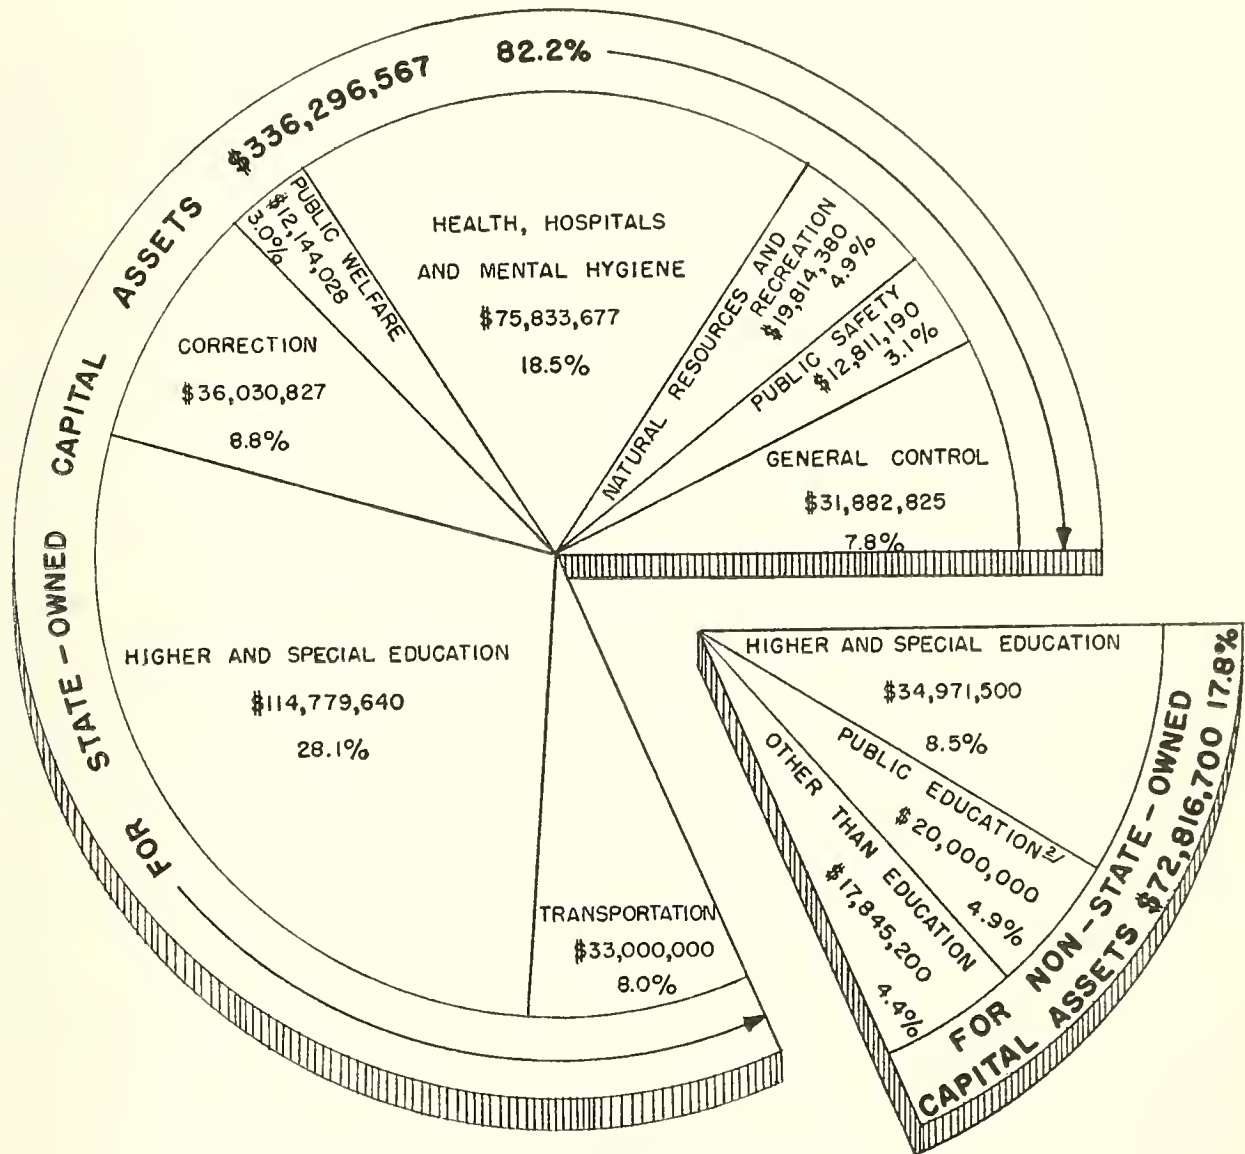 FOR STATE-OWNED CAPITAL ASSETS $336,296,567 82.2%
PUBLIC WELFARE
$12,144,028
3.0%
HEALTH, HOSPITALS
AND MENTAL HYGIENE
$75,833,677
18.5%
NATURAL RESOURCES AND
RECREATION
$19,814,380
4.9%
PUBLIC SAFETY
$12,811,190
3.1%
GENERAL CONTROL
$31,882,825
7.8%
CORRECTION
$36,030,827
8.8%
HIGHER AND SPECIAL EDUCATION
$114,779,640
28.1%
TRANSPORTATION
$33,000,000
8.0%
HIGHER AND SPECIAL EDUCATION
$34,971,500
8.5%
PUBLIC EDUCATION 2/
$20,000,000
4.9%
OTHER THAN EDUCATION
$17,845,200
4.4%
FOR NON-STATE-OWNED
CAPITAL ASSETS $72,816,700 17.8%